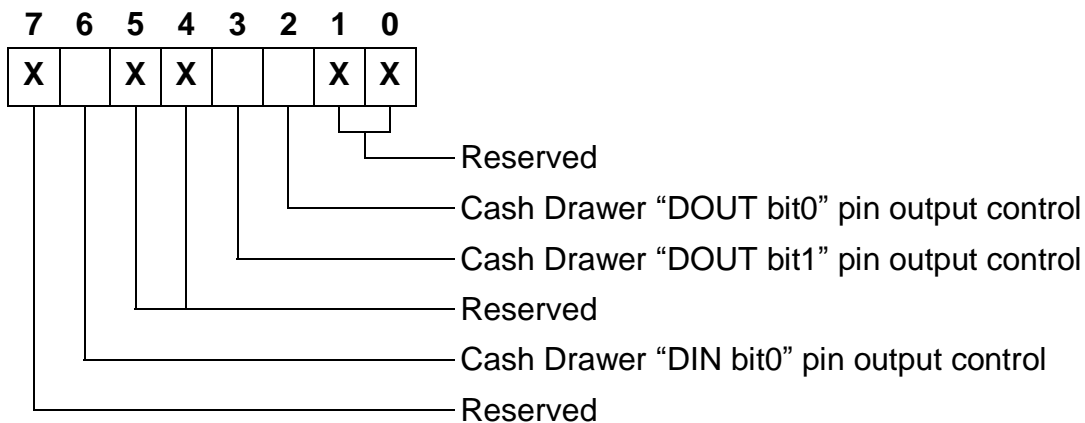 7 6 5 4 3 2 1 0
X X X X X
Reserved
Cash Drawer “DOUT bit0” pin output control
Cash Drawer “DOUT bit1” pin output control
Reserved
Cash Drawer “DIN bit0” pin output control
Reserved